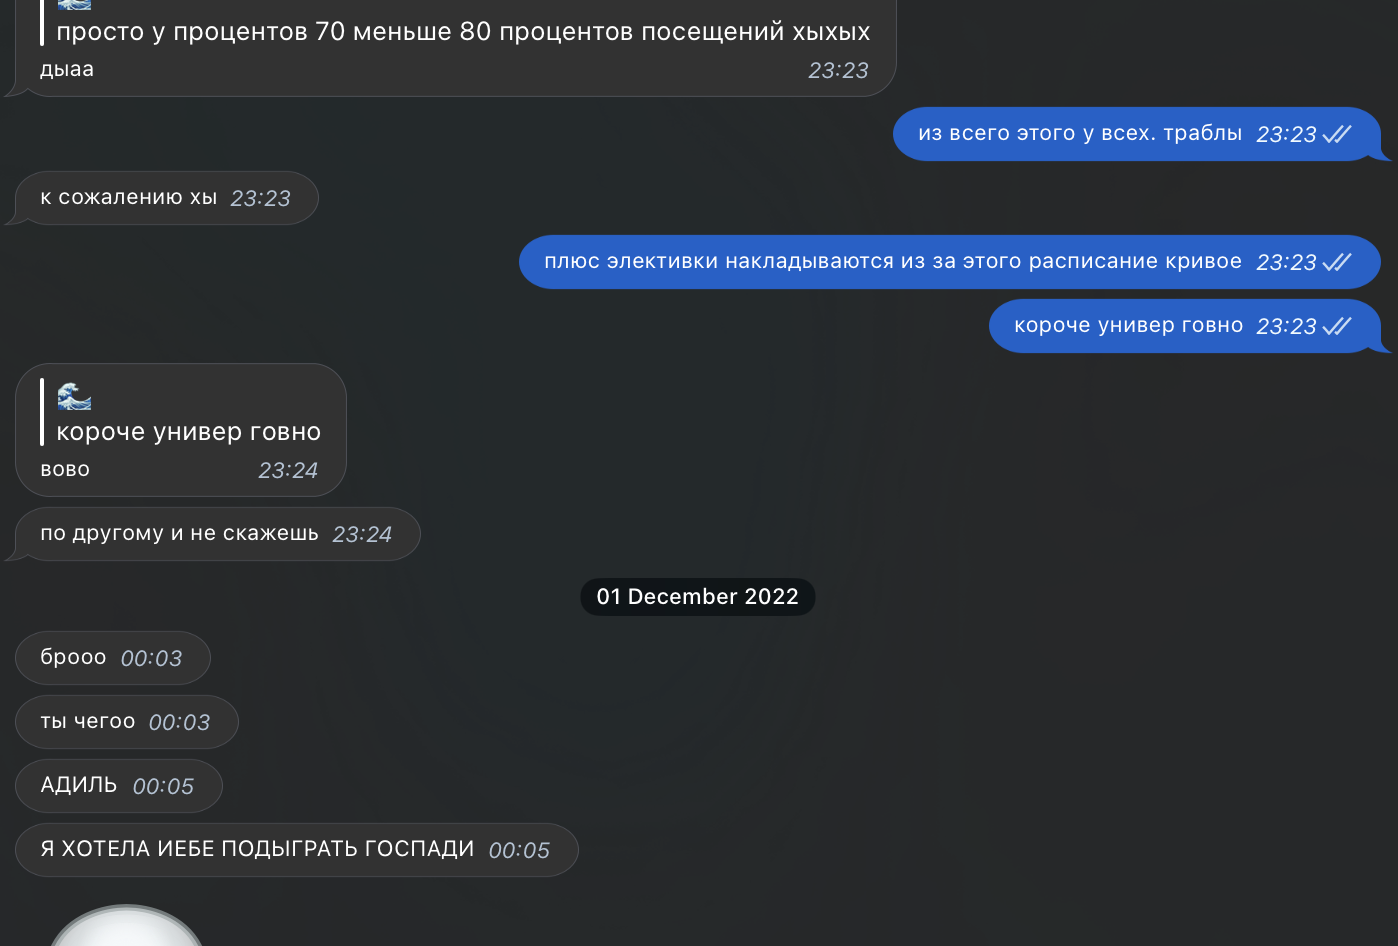 просто у процентов 70 меньше 80 процентов посещений хыхых
дыаа 23:23
из всего этого у всех. траблы 23:23
к сожалению хы 23:23
плюс элективки накладываются из за этого расписание кривое 23:23
короче универ говно 23:23
короче универ говно
вово 23:24
по другому и не скажешь 23:24
01 December 2022
брооо 00:03
ты чегоо 00:03
АДИЛЬ 00:05
Я ХОТЕЛА ИЕБЕ ПОДЫГРАТЬ ГОСПАДИ 00:05